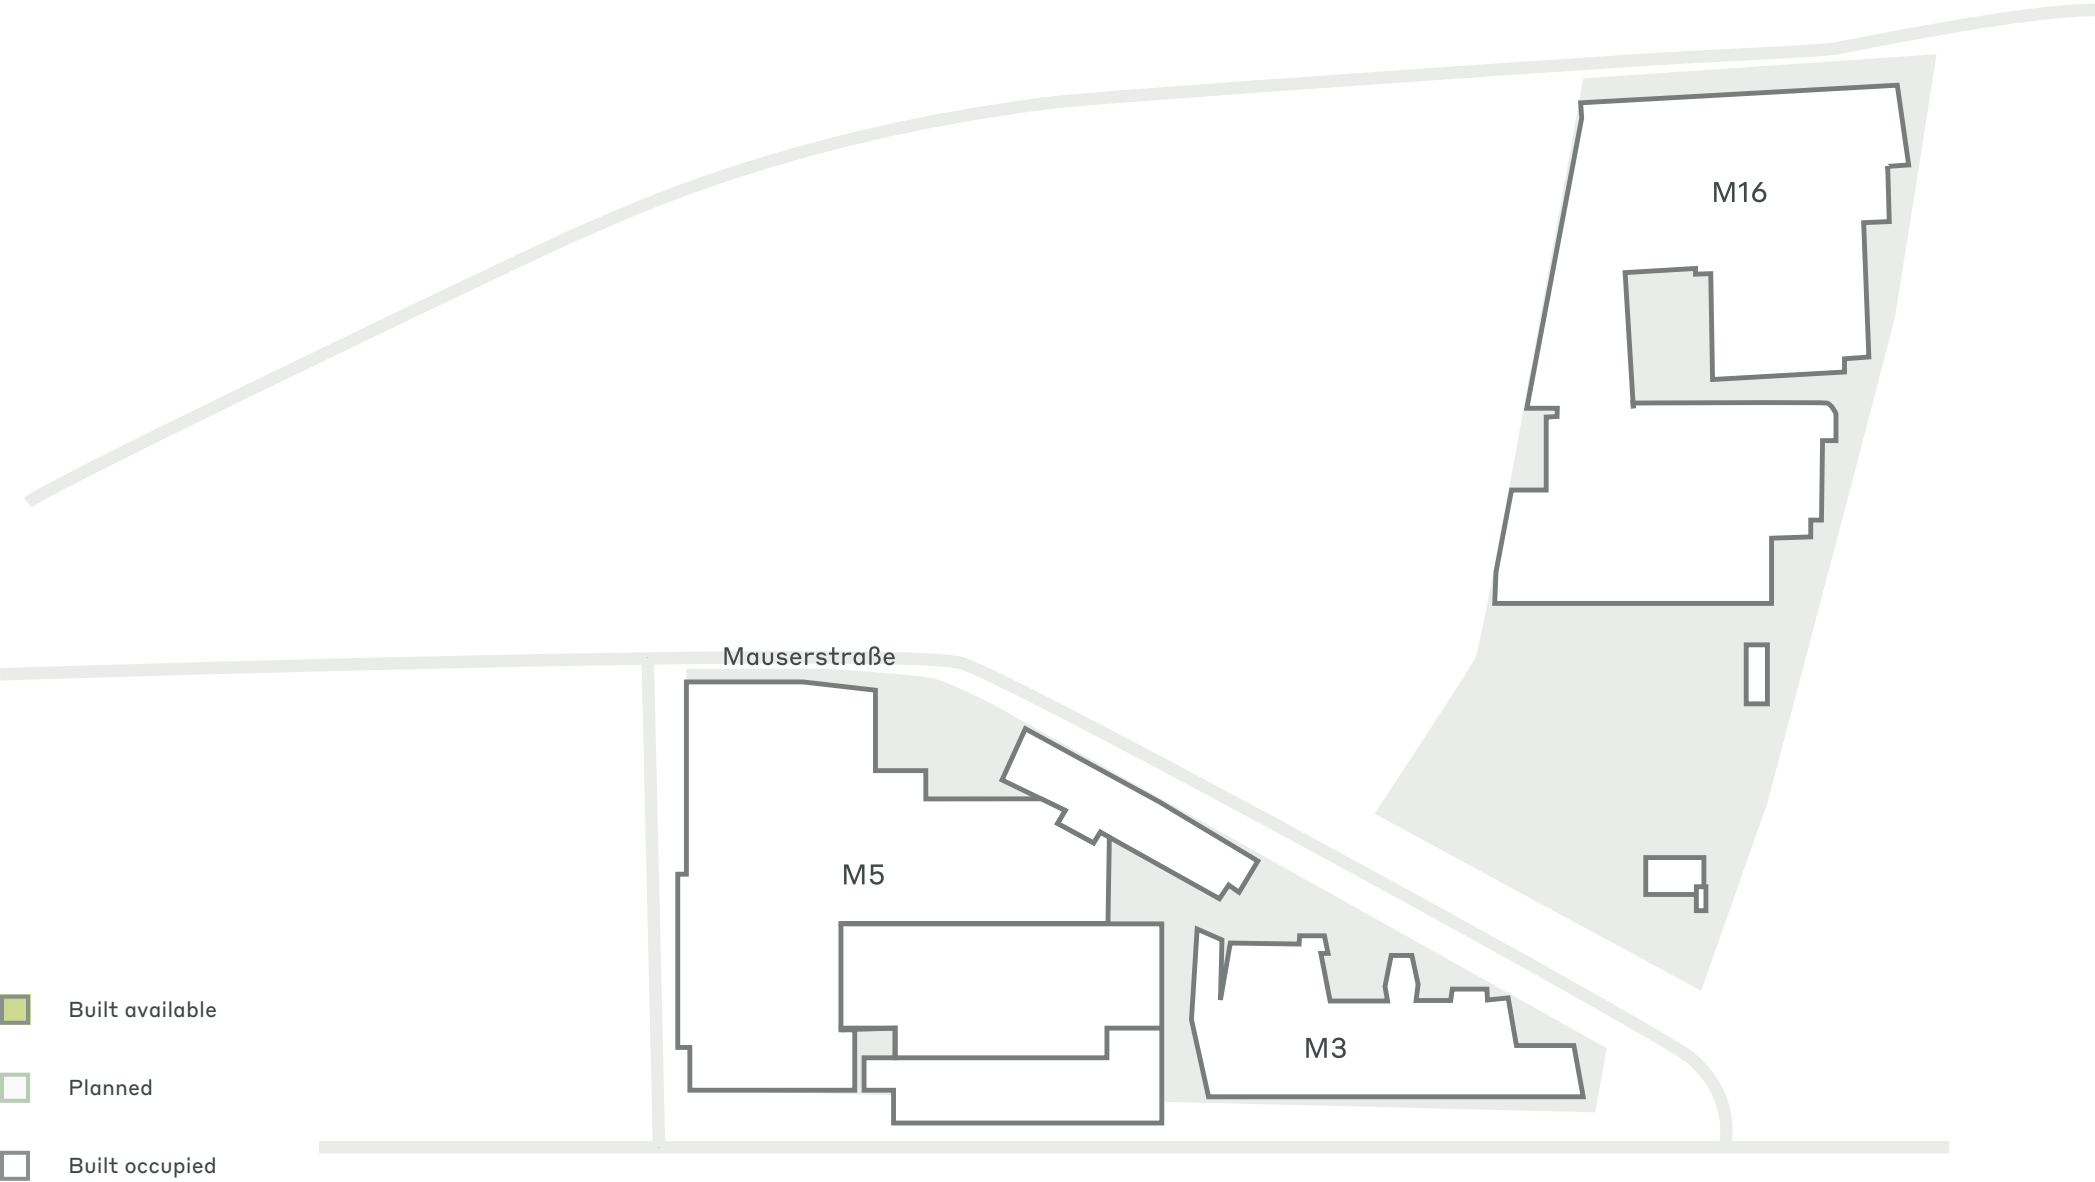 M16
Mauserstraße
M5
M3
Built available
Planned
Built occupied